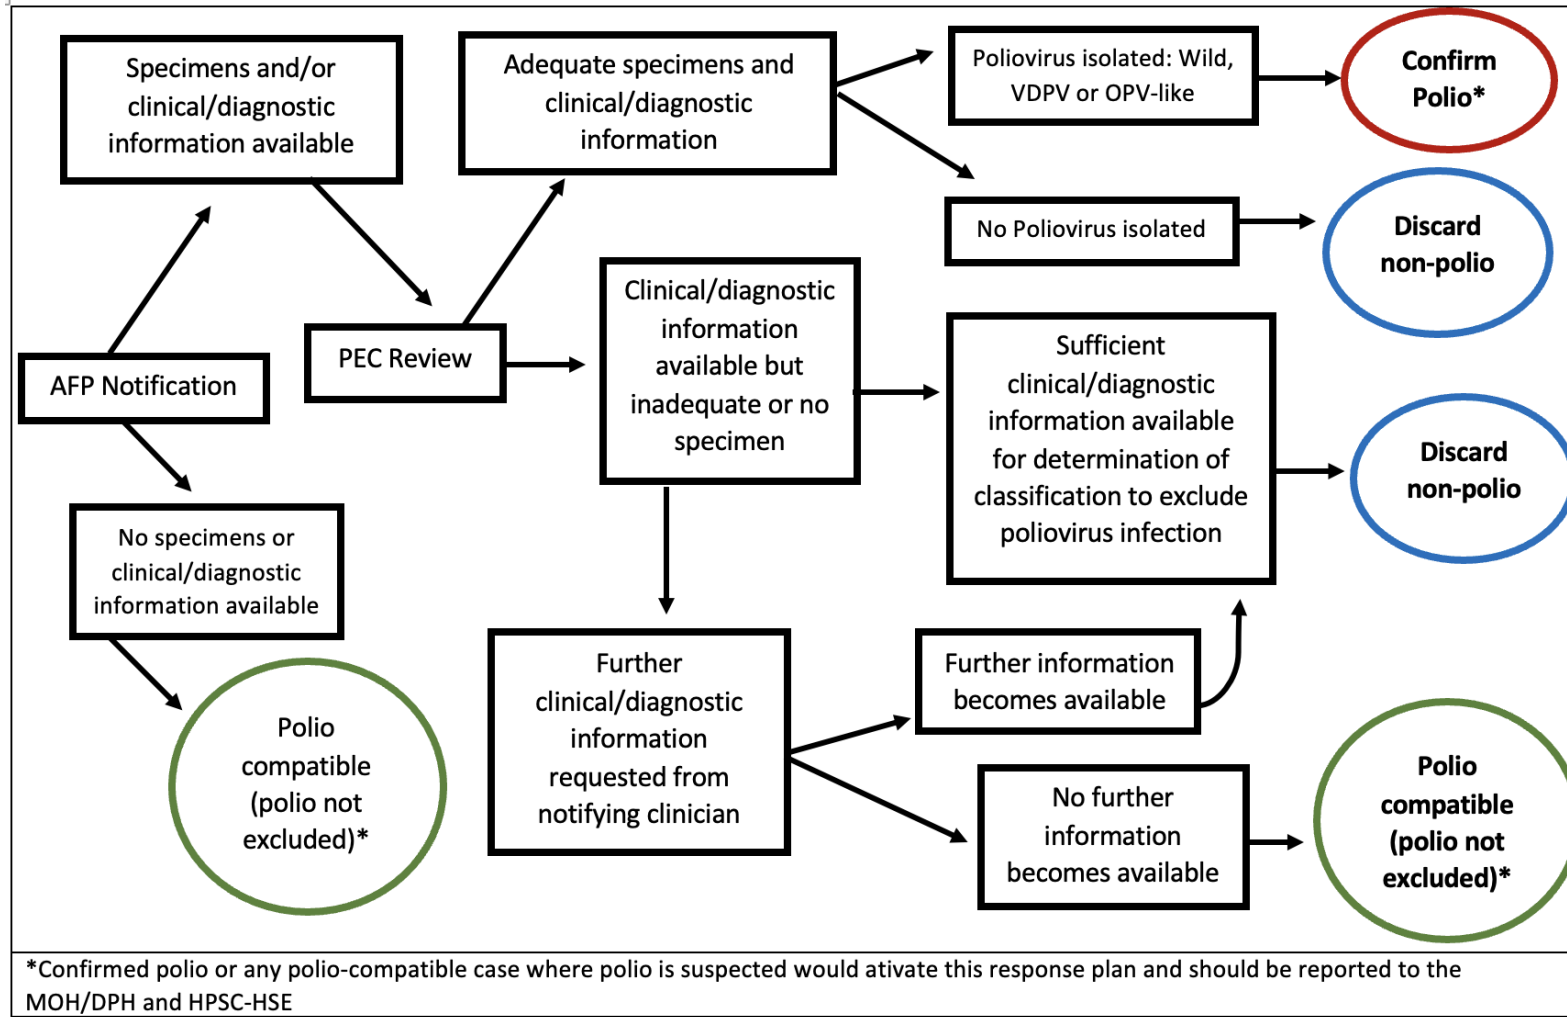 Specimens and/or
clinical/diagnostic
information available
Adequate specimens and
clinical/diagnostic
information
Poliovirus isolated: Wild,
VDPV or OPV-like
Confirm
Polio*
No Poliovirus isolated
Discard
non-polio
AFP Notification
PEC Review
Clinical/diagnostic
information
available but
inadequate or no
specimen
Sufficient
clinical/diagnostic
information available
for determination of
classification to exclude
poliovirus infection
Discard
non-polio
No specimens or
clinical/diagnostic
information available
Polio
compatible
(polio not
excluded)*
Further
clinical/diagnostic
information
requested from
notifying clinician
Further information
becomes available
No further
information
becomes available
Polio
compatible
(polio not
excluded)*
*Confirmed polio or any polio-compatible case where polio is suspected would ativate this response plan and should be reported to the
MOH/DPH and HPSC-HSE